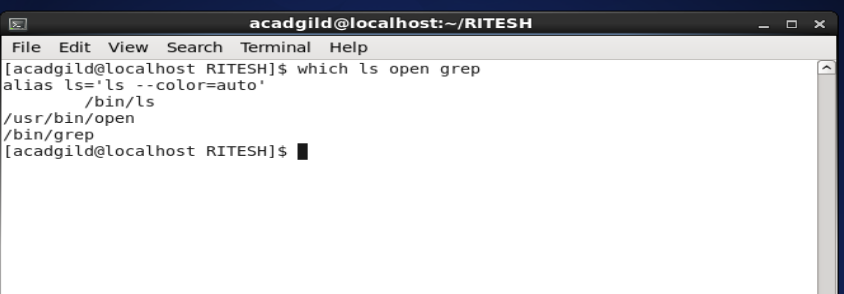 acadgild@localhost:~/RITESH
File Edit View Search Terminal Help
[acadgild@localhost RITESH]$ which ls open grep
alias ls='ls --color=auto'
        /bin/ls
/usr/bin/open
/bin/grep
[acadgild@localhost RITESH]$